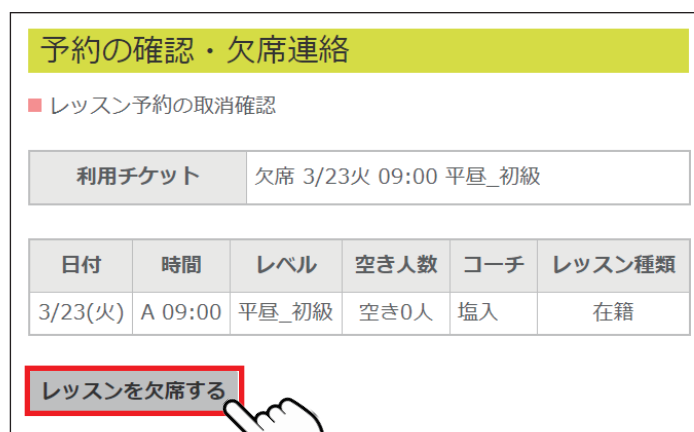 予約の確認・欠席連絡
レッスン予約の取消確認
利用チケット 欠席 3/23火 09:00 平昼_初級
日付 時間 レベル 空き人数 コーチ レッスン種類
3/23(火) A 09:00 平昼_初級 空き0人 塩入 在籍
レッスンを欠席する